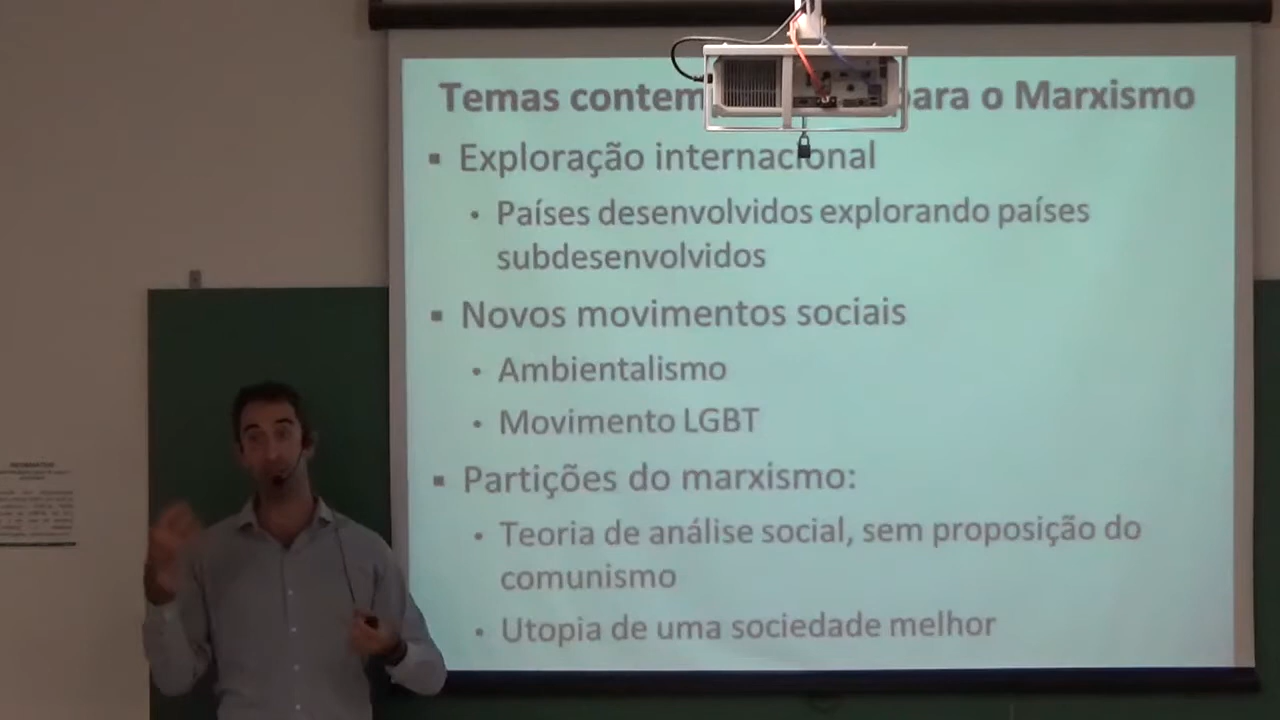 Temas contem para o Marxismo
▪ Exploração internacional
• Países desenvolvidos explorando países
subdesenvolvidos
▪ Novos movimentos sociais
• Ambientalismo
• Movimento LGBT
▪ Partições do marxismo:
• Teoria de análise social, sem proposição do
comunismo
• Utopia de uma sociedade melhor